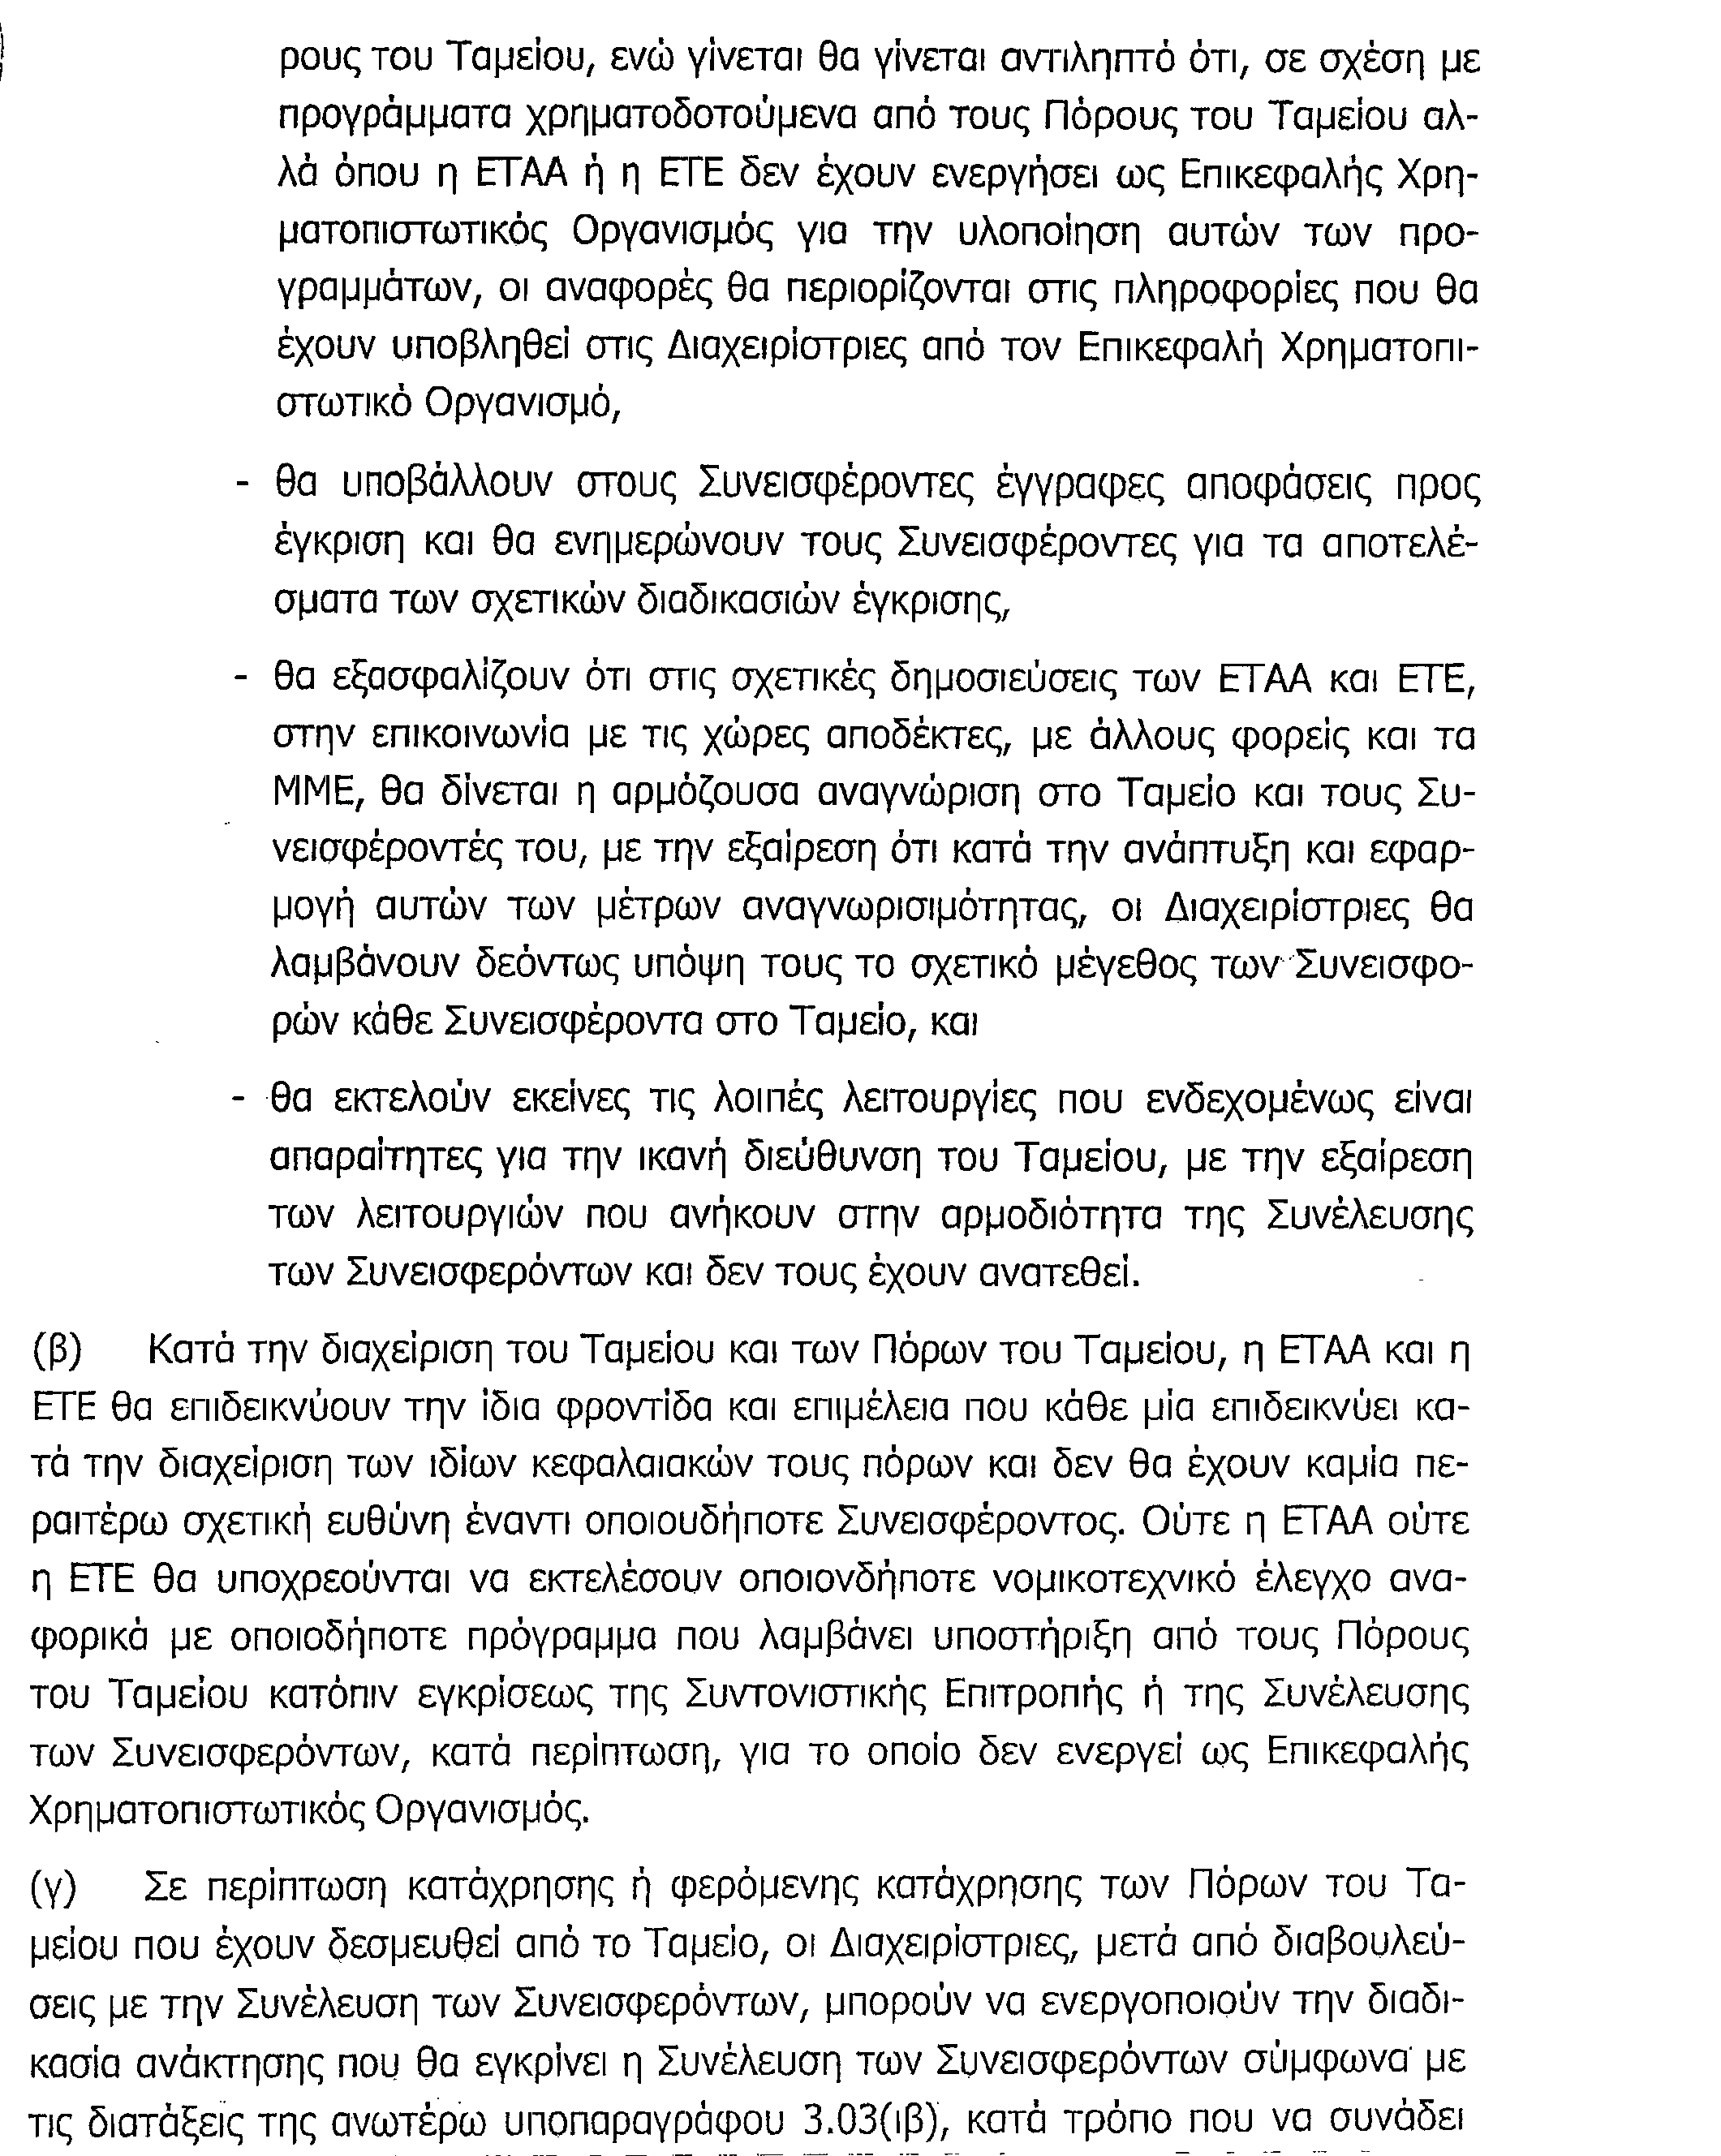 ρους του Ταμείου, ενώ γίνεται θα γίνεται αντιληπτό ότι, σε σχέση με
προγράμματα χρηματοδοτούμενα από τους Πόρους του Ταμείου αλ-
λά όπου η ΕΤΑΑ ή η ΕΤΕ δεν έχουν ενεργήσει ως Επικεφαλής Χρη-
ματοπιστωτικός Οργανισμός για την υλοποίηση αυτών των προ-
γραμμάτων, οι αναφορές θα περιορίζονται στις πληροφορίες που θα
έχουν υποβληθεί στις Διαχειρίστριες από τον Επικεφαλή Χρηματοπι-
στωτικό Οργανισμό,
- θα υποβάλλουν στους Συνεισφέροντες έγγραφες αποφάσεις προς
έγκριση και θα ενημερώνουν τους Συνεισφέροντες για τα αποτελέ-
σματα των σχετικών διαδικασιών έγκρισης,
- θα εξασφαλίζουν ότι στις σχετικές δημοσιεύσεις των ΕΤΑΑ και ΕΤΕ,
στην επικοινωνία με τις χώρες αποδέκτες, με άλλους φορείς και τα
ΜΜΕ, θα δίνεται η αρμόζουσα αναγνώριση στο Ταμείο και τους Συ-
νεισφέροντές του, με την εξαίρεση ότι κατά την ανάπτυξη και εφαρ-
μογή αυτών των μέτρων αναγνωρισιμότητας, οι Διαχειρίστριες θα
λαμβάνουν δεόντως υπόψη τους το σχετικό μέγεθος των Συνεισφο-
ρών κάθε Συνεισφέροντα στο Ταμείο, και
- θα εκτελούν εκείνες τις λοιπές λειτουργίες που ενδεχομένως είναι
απαραίτητες για την ικανή διεύθυνση του Ταμείου, με την εξαίρεση
των λειτουργιών που ανήκουν στην αρμοδιότητα της Συνέλευσης
των Συνεισφερόντων και δεν τους έχουν ανατεθεί.
(β) Κατά την διαχείριση του Ταμείου και των Πόρων του Ταμείου, η ΕΤΑΑ και η
ΕΤΕ θα επιδεικνύουν την ίδια φροντίδα και επιμέλεια που κάθε μία επιδεικνύει κα-
τά την διαχείριση των ιδίων κεφαλαιακών τους πόρων και δεν θα έχουν καμία πε-
ραιτέρω σχετική ευθύνη έναντι οποιουδήποτε Συνεισφέροντος. Ούτε η ΕΤΑΑ ούτε
η ΕΤΕ θα υποχρεούνται να εκτελέσουν οποιονδήποτε νομικοτεχνικό έλεγχο ανα-
φορικά με οποιοδήποτε πρόγραμμα που λαμβάνει υποστήριξη από τους Πόρους
του Ταμείου κατόπιν εγκρίσεως της Συντονιστικής Επιτροπής ή της Συνέλευσης
των Συνεισφερόντων, κατά περίπτωση, για το οποίο δεν ενεργεί ως Επικεφαλής
Χρηματοπιστωτικός Οργανισμός.
(γ) Σε περίπτωση κατάχρησης ή φερόμενης κατάχρησης των Πόρων του Τα-
μείου που έχουν δεσμευθεί από το Ταμείο, οι Διαχειρίστριες, μετά από διαβουλεύ-
σεις με την Συνέλευση των Συνεισφερόντων, μπορούν να ενεργοποιούν την διαδι-
κασία ανάκτησης που θα εγκρίνει η Συνέλευση των Συνεισφερόντων σύμφωνα με
τις διατάξεις της ανωτέρω υποπαραγράφου 3.03(ιβ), κατά τρόπο που να συνάδει